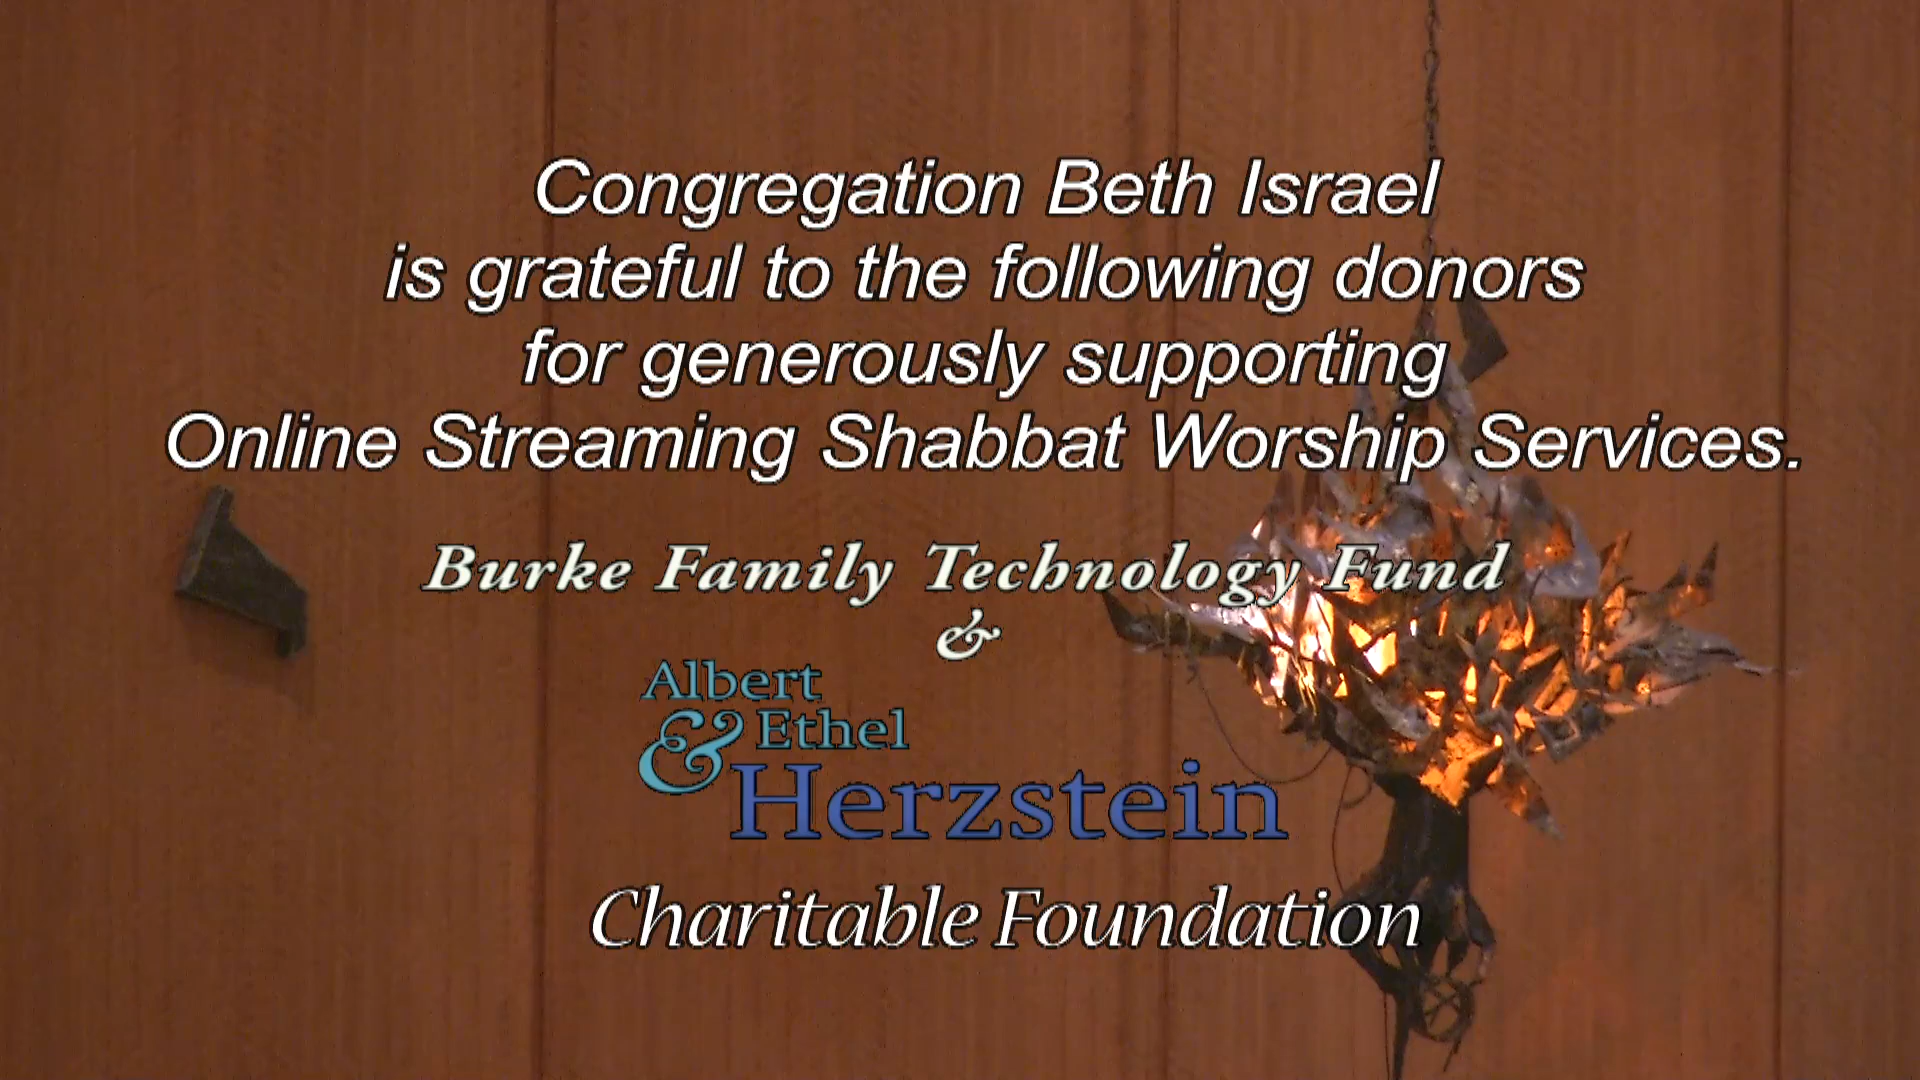 Congregation Beth Israel
is grateful to the following donors
for generously supporting
Online Streaming Shabbat Worship Services.
Burke Family Technology Fund
&
Albert
& Ethel
Herzstein
Charitable Foundation